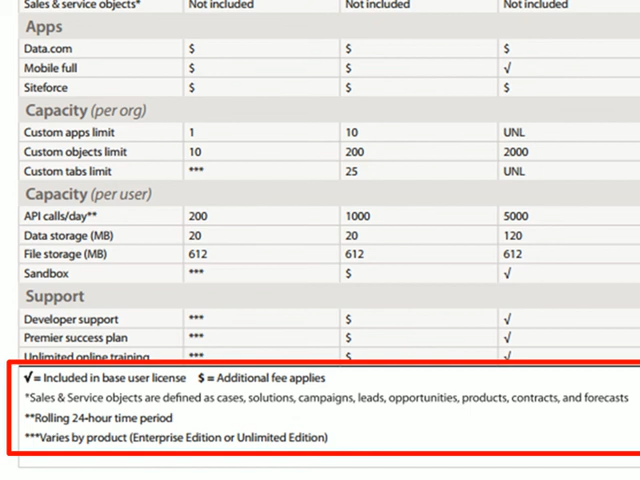 Sales & service objects* Not included Not included Not included
Apps
Data.com $ $ $
Mobile full $ $ √
Siteforce $ $ $
Capacity (per org)
Custom apps limit 1 10 UNL
Custom objects limit 10 200 2000
Custom tabs limit *** 25 UNL
Capacity (per user)
API calls/day** 200 1000 5000
Data storage (MB) 20 20 120
File storage (MB) 612 612 612
Sandbox *** $ √
Support
Developer support *** $ √
Premier success plan *** $ √
Unlimited online training *** $ √
√= Included in base user license $ = Additional fee applies
*Sales & Service objects are defined as cases, solutions, campaigns, leads, opportunities, products, contracts, and forecasts
**Rolling 24-hour time period
***Varies by product (Enterprise Edition or Unlimited Edition)